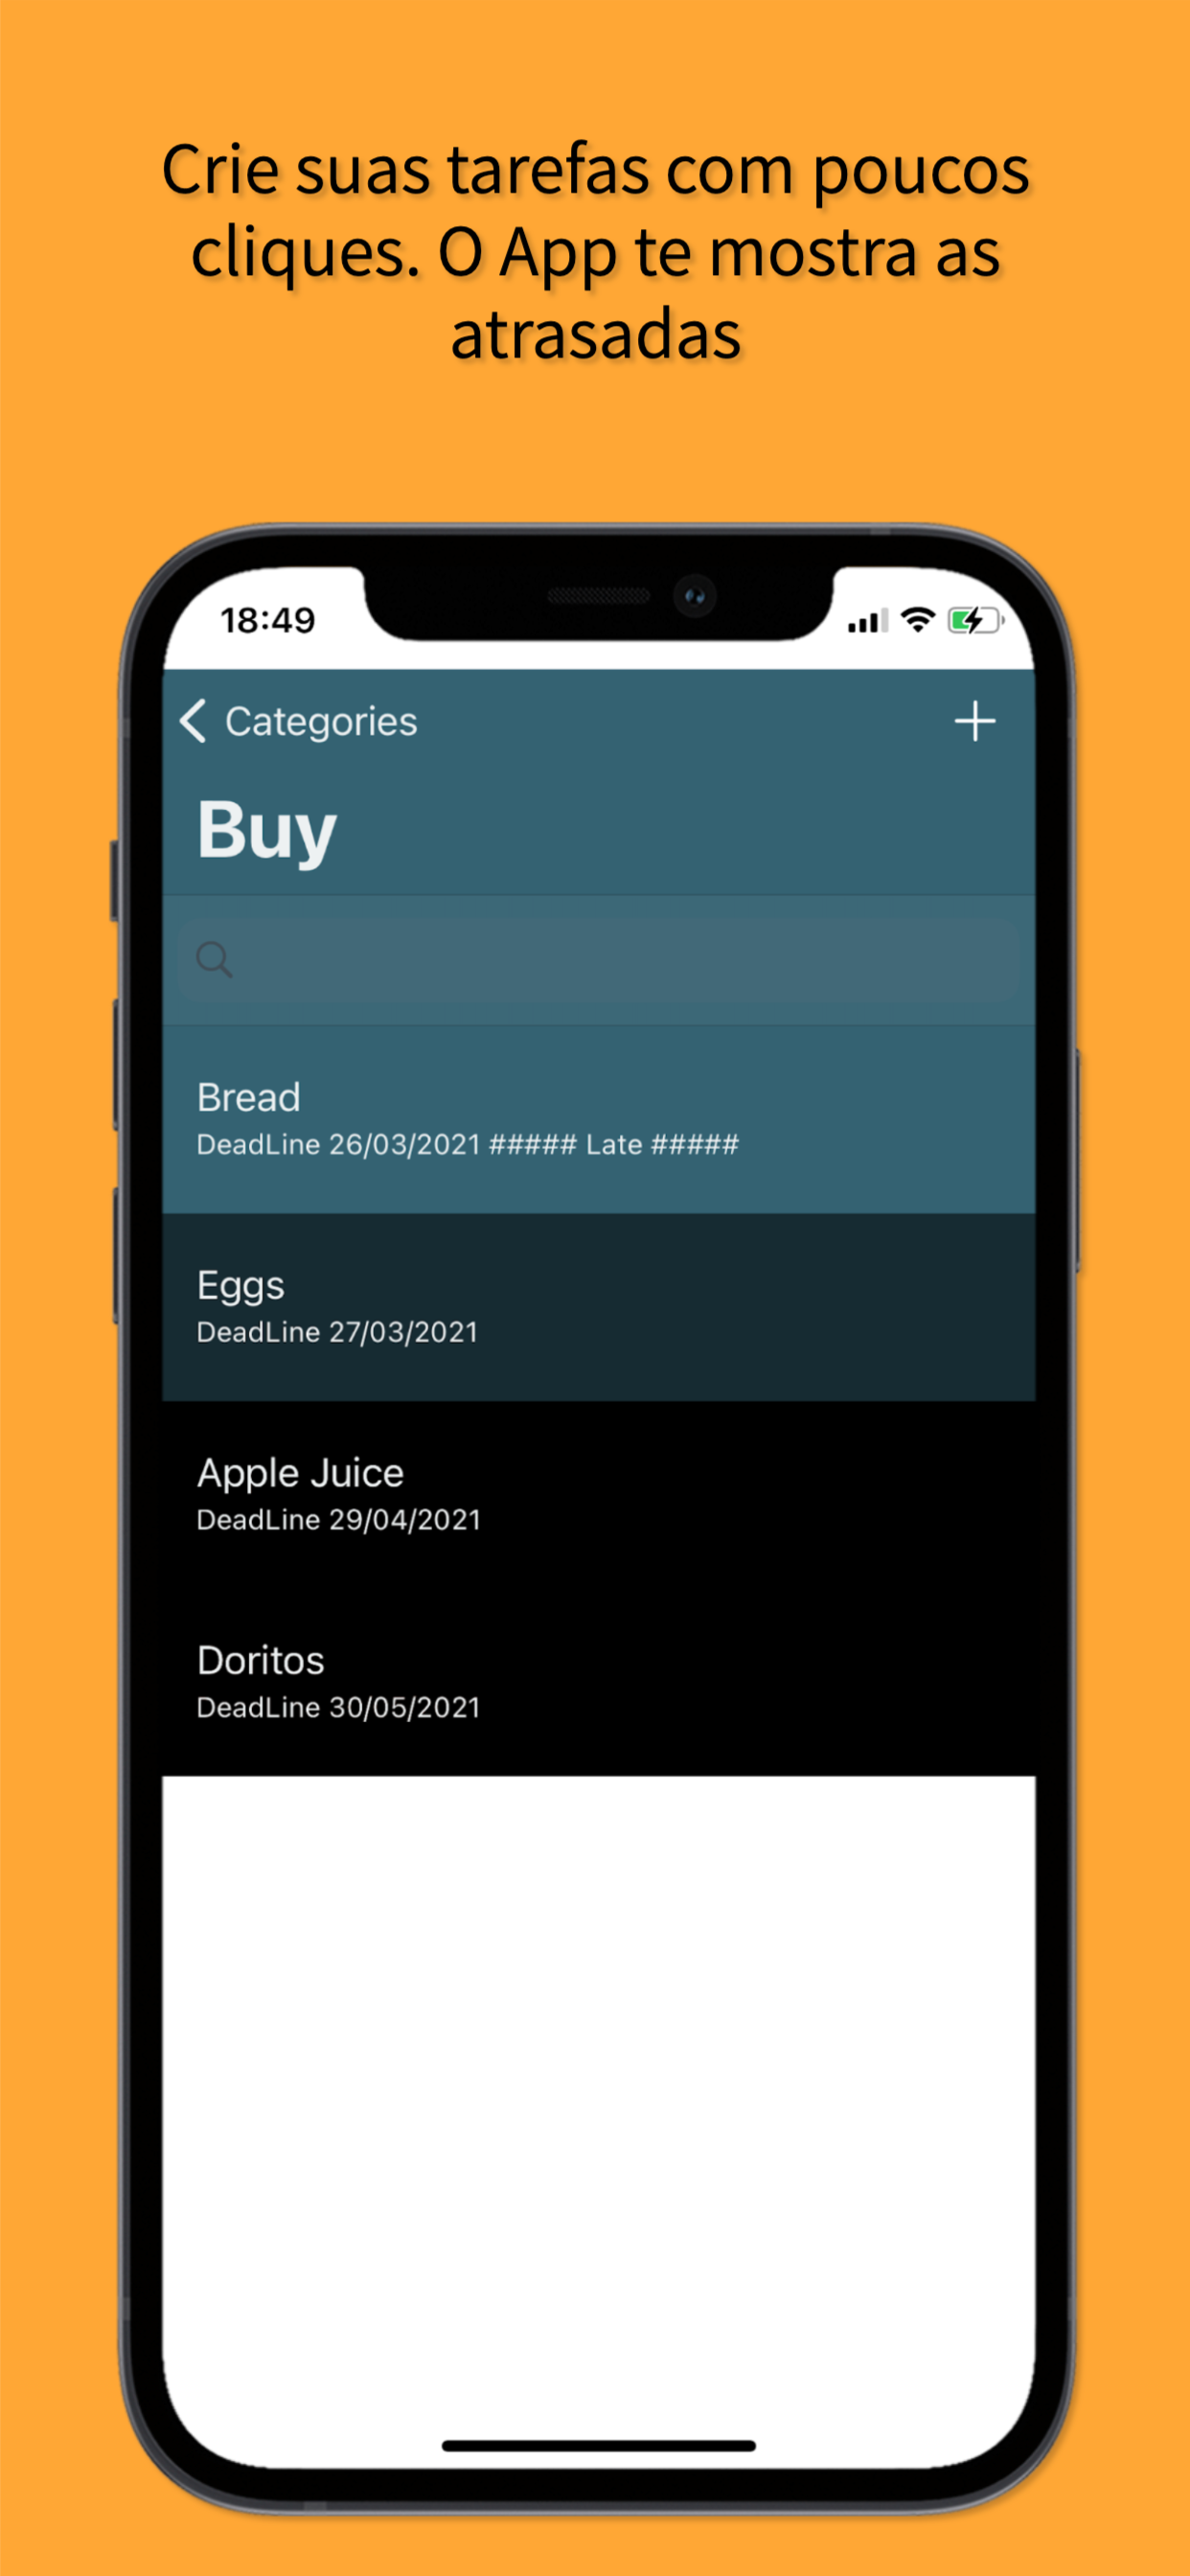 Crie suas tarefas com poucos
cliques. O App te mostra as
atrasadas
18:49
Categories
Buy
Bread
DeadLine 26/03/2021 ##### Late #####
Eggs
DeadLine 27/03/2021
Apple Juice
DeadLine 29/04/2021
Doritos
DeadLine 30/05/2021